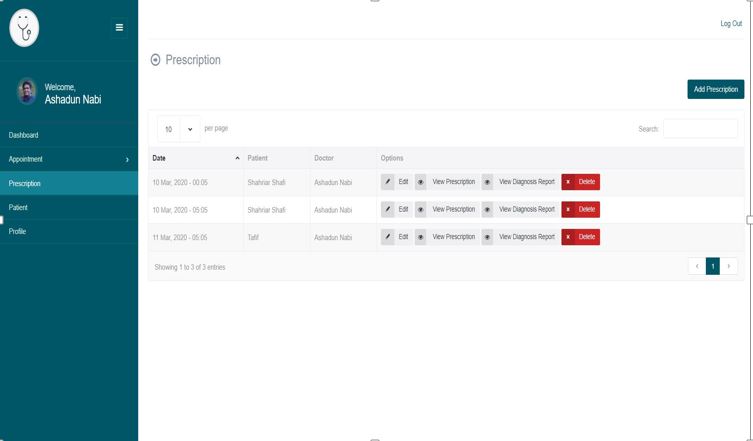 Log Out
Welcome,
Ashadun Nabi
Dashboard
Appointment
Prescription
Patient
Profile
Prescription
Add Prescription
10 per page Search:
Date Patient Doctor Options
10 Mar, 2020 - 00:05 Shahriar Shafi Ashadun Nabi Edit View Prescription View Diagnosis Report x Delete
10 Mar, 2020 - 05:05 Shahriar Shafi Ashadun Nabi Edit View Prescription View Diagnosis Report x Delete
11 Mar, 2020 - 05:05 Tafif Ashadun Nabi Edit View Prescription View Diagnosis Report x Delete
Showing 1 to 3 of 3 entries ‹ 1 ›